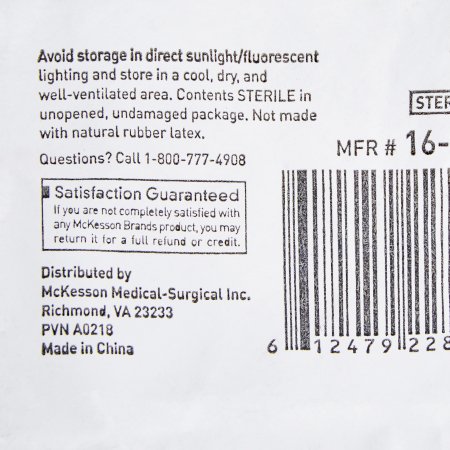 Avoid storage in direct sunlight/fluorescent
lighting and store in a cool, dry, and
well-ventilated area. Contents STERILE in
unopened, undamaged package. Not made
with natural rubber latex.
Questions? Call 1-800-777-4908
STER
MFR # 16-
Satisfaction Guaranteed
If you are not completely satisfied with
any McKesson Brands product, you may
return it for a full refund or credit.
Distributed by
McKesson Medical-Surgical Inc.
Richmond, VA 23233
PVN A0218
Made in China
6 12479 228